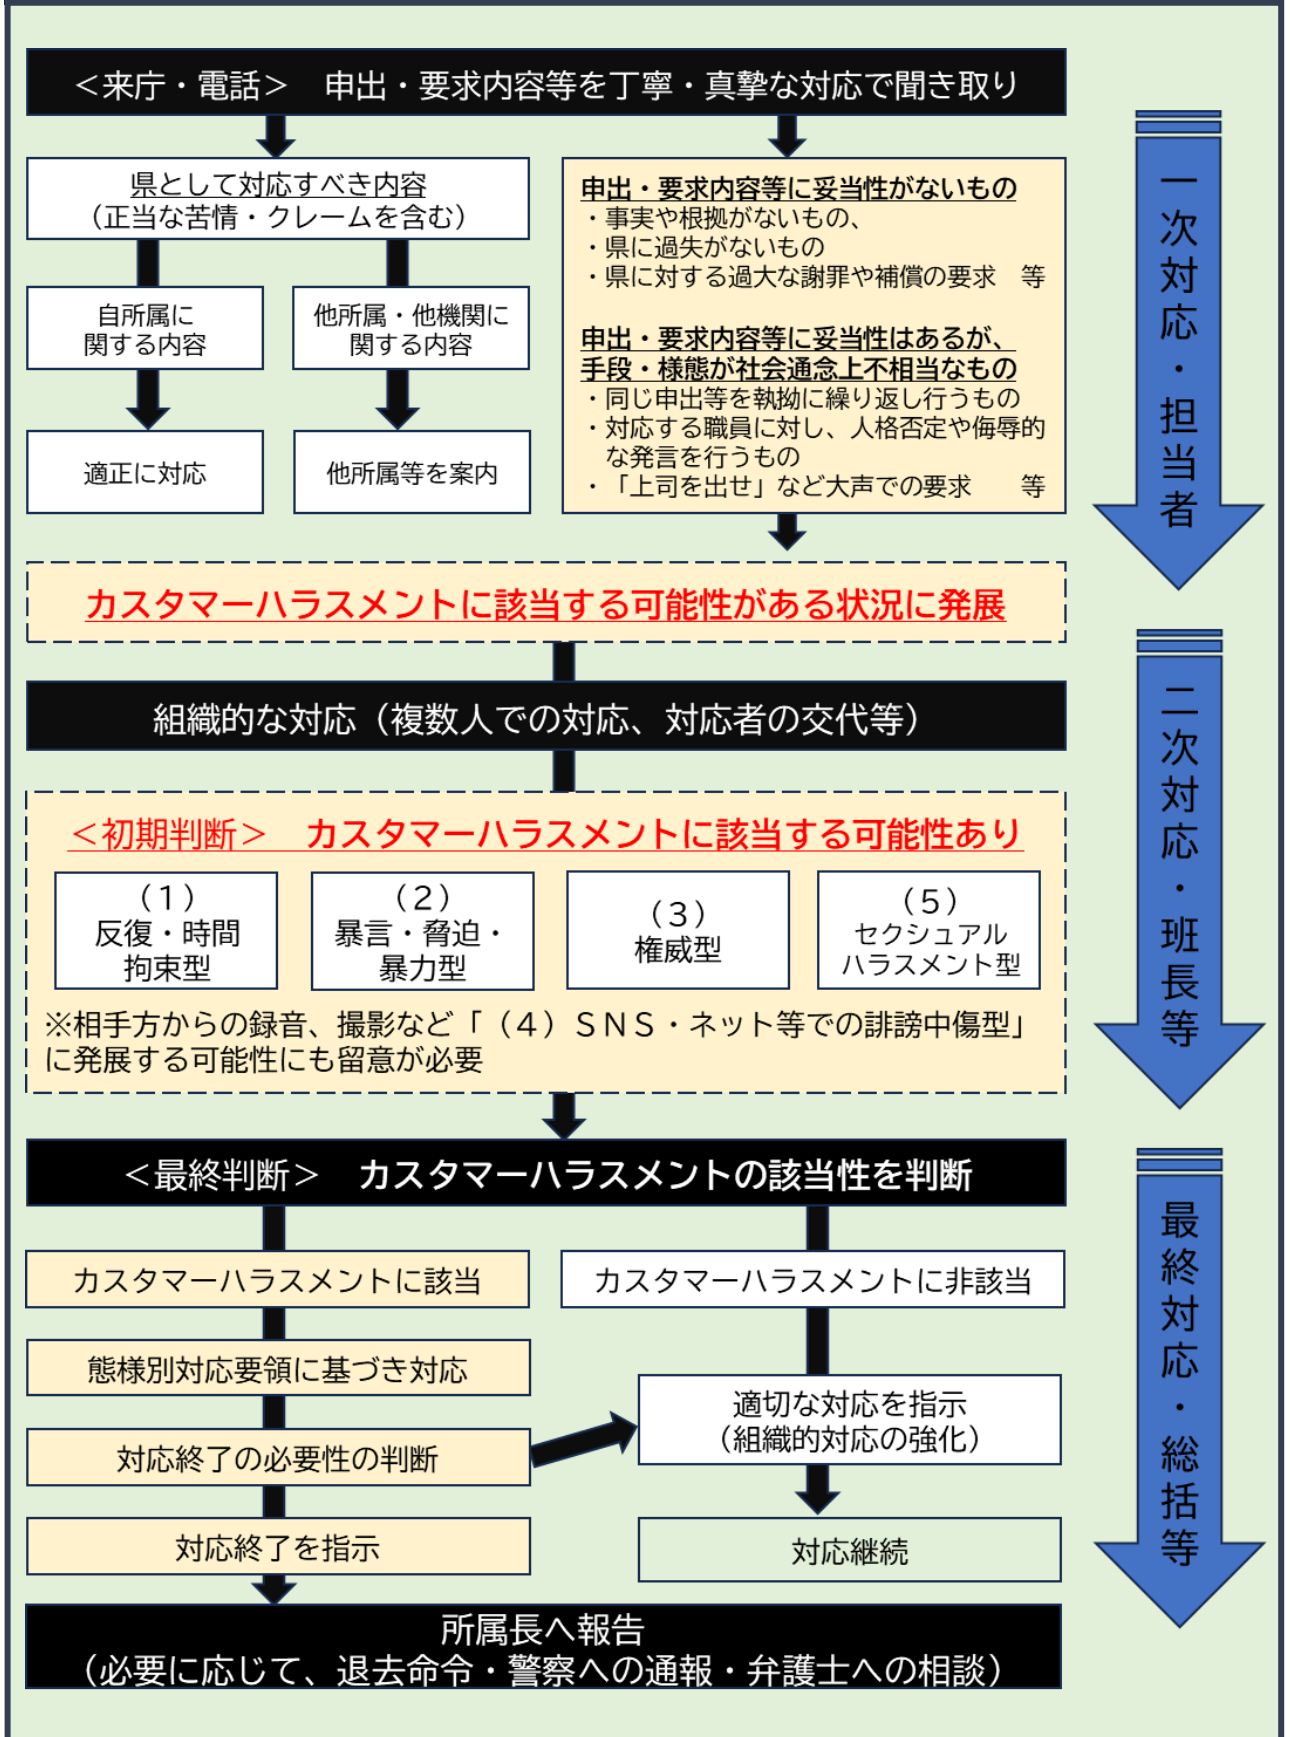 ＜来庁・電話＞　申出・要求内容等を丁寧・真摯な対応で聞き取り
県として対応すべき内容
（正当な苦情・クレームを含む）
自所属に
関する内容
他所属・他機関に
関する内容
適正に対応
他所属等を案内
申出・要求内容等に妥当性がないもの
・事実や根拠がないもの、
・県に過失がないもの
・県に対する過大な謝罪や補償の要求　等
申出・要求内容等に妥当性はあるが、
手段・様態が社会通念上不相当なもの
・同じ申出等を執拗に繰り返し行うもの
・対応する職員に対し、人格否定や侮辱的
な発言を行うもの
・「上司を出せ」など大声での要求　　等
一次対応・担当者
カスタマーハラスメントに該当する可能性がある状況に発展
組織的な対応（複数人での対応、対応者の交代等）
＜初期判断＞　カスタマーハラスメントに該当する可能性あり
（１）
反復・時間
拘束型
（２）
暴言・脅迫・
暴力型
（３）
権威型
（５）
セクシュアル
ハラスメント型
※相手方からの録音、撮影など「（４）ＳＮＳ・ネット等での誹謗中傷型」
に発展する可能性にも留意が必要
二次対応・班長等
＜最終判断＞　カスタマーハラスメントの該当性を判断
カスタマーハラスメントに該当
カスタマーハラスメントに非該当
態様別対応要領に基づき対応
対応終了の必要性の判断
適切な対応を指示
（組織的対応の強化）
対応終了を指示
対応継続
所属長へ報告
（必要に応じて、退去命令・警察への通報・弁護士への相談）
最終対応・総括等